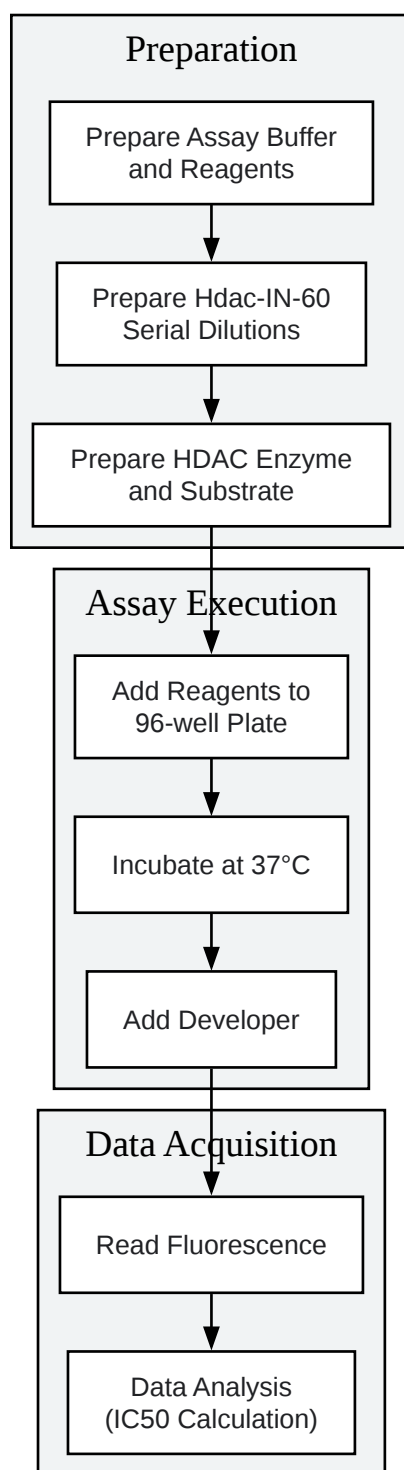 Preparation
Prepare Assay Buffer
and Reagents
Prepare Hdac-IN-60
Serial Dilutions
Prepare HDAC Enzyme
and Substrate
Assay Execution
Add Reagents to
96-well Plate
Incubate at 37°C
Add Developer
Data Acquisition
Read Fluorescence
Data Analysis
(IC50 Calculation)